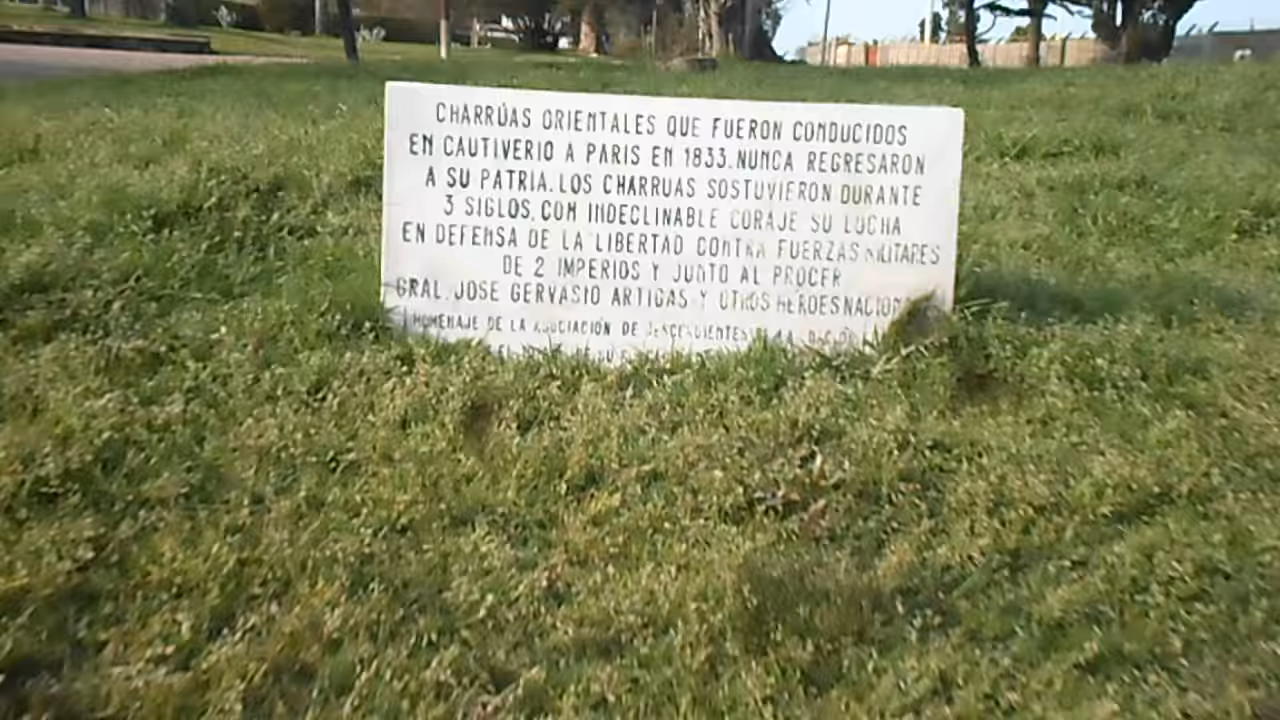 CHARRÚAS ORIENTALES QUE FUERON CONDUCIDOS
EN CAUTIVERIO A PARIS EN 1833. NUNCA REGRESARON
A SU PATRIA. LOS CHARRUAS SOSTUVIERON DURANTE
3 SIGLOS, CON INDECLINABLE CORAJE SU LUCHA
EN DEFENSA DE LA LIBERTAD CONTRA FUERZAS MILITARES
DE 2 IMPERIOS Y JUNTO AL PROCER
GRAL. JOSE GERVASIO ARTIGAS Y OTROS HEROES
HOMENAJE DE LA ASOCIACIÓN DE DESCENDIENTES